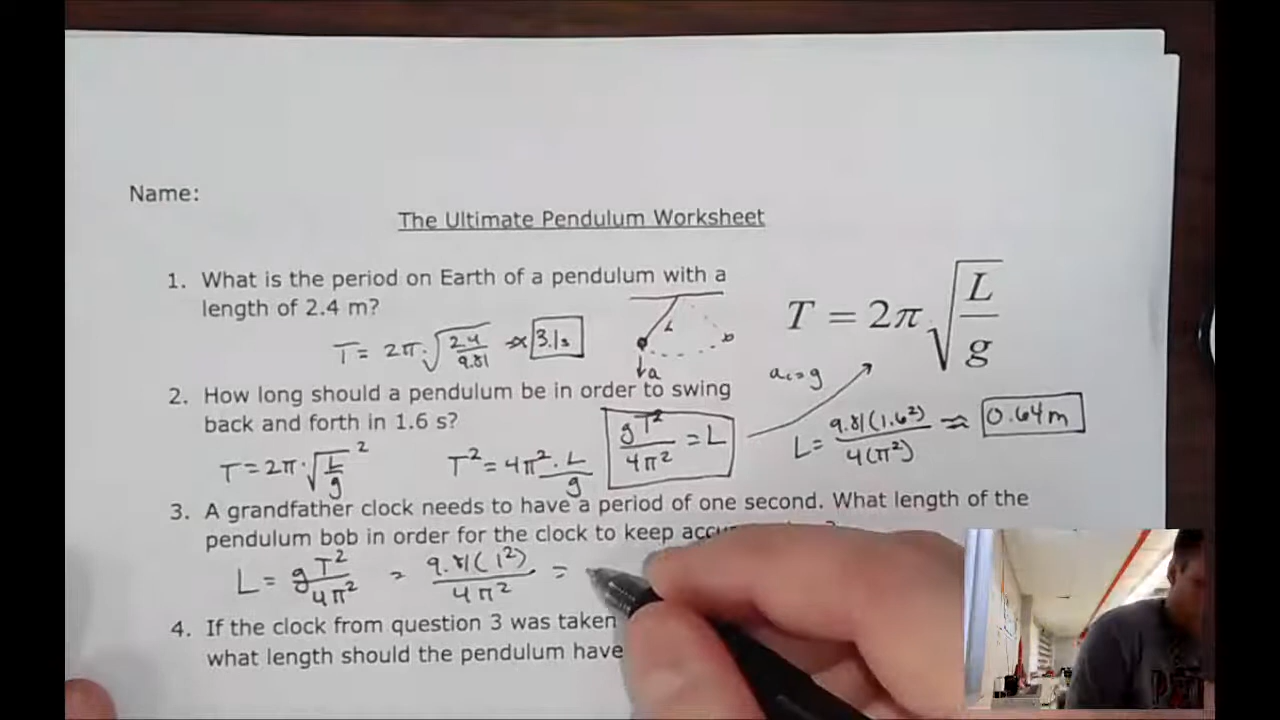 Name:
The Ultimate Pendulum Worksheet
1. What is the period on Earth of a pendulum with a
length of 2.4 m?
T = 2π √(L/g)
T = 2π · √(2.4/9.81) ≈ 3.1s
L
a
a_c = g
2. How long should a pendulum be in order to swing
back and forth in 1.6 s?
T = 2π · √(L/g) ²
T² = 4π² · L/g
gT²/4π² = L
L = 9.81(1.6²)/4(π²) ≈ 0.64m
3. A grandfather clock needs to have a period of one second. What length of the
pendulum bob in order for the clock to keep
L = gT²/4π² = 9.81(1²)/4π² =
4. If the clock from question 3 was taken
what length should the pendulum have